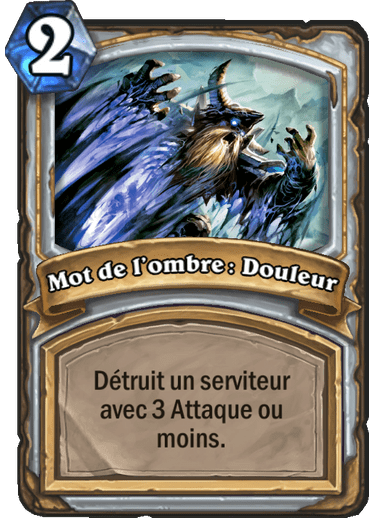 2
Mot de l'ombre : Douleur
Détruit un serviteur
avec 3 Attaque ou
moins.